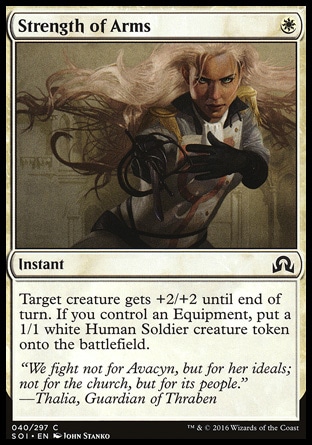 Strength of Arms
Instant
Target creature gets +2/+2 until end of
turn. If you control an Equipment, put a
1/1 white Human Soldier creature token
onto the battlefield.
“We fight not for Avacyn, but for her ideals;
not for the church, but for its people.”
—Thalia, Guardian of Thraben
040/297 C
SOI • EN JOHN STANKO
™ & © 2016 Wizards of the Coast